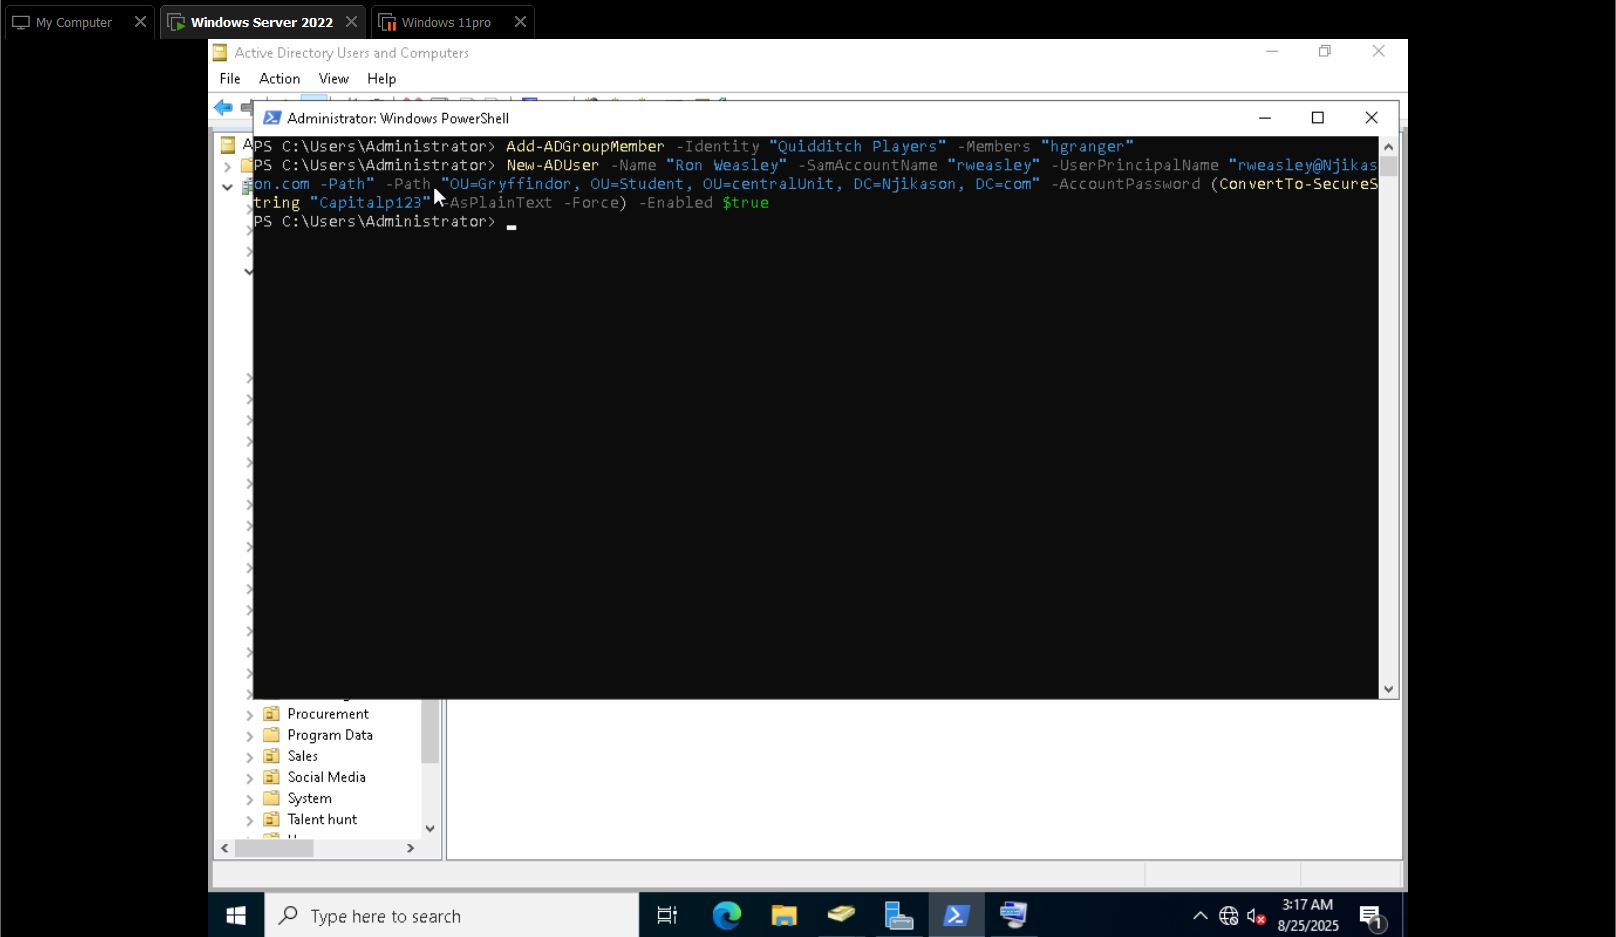 My Computer
Windows Server 2022
Windows 11pro
Active Directory Users and Computers
File Action View Help
Administrator: Windows PowerShell
PS C:\Users\Administrator> Add-ADGroupMember -Identity "Quidditch Players" -Members "hgranger"
PS C:\Users\Administrator> New-ADUser -Name "Ron Weasley" -SamAccountName "rweasley" -UserPrincipalName "rweasley@Njikas
on.com -Path" -Path "OU=Gryffindor, OU=Student, OU=centralUnit, DC=Njikason, DC=com" -AccountPassword (ConvertTo-SecureS
tring "Capitalp123" -AsPlainText -Force) -Enabled $true
PS C:\Users\Administrator>
Procurement
Program Data
Sales
Social Media
System
Talent hunt
Type here to search
3:17 AM
8/25/2025
1